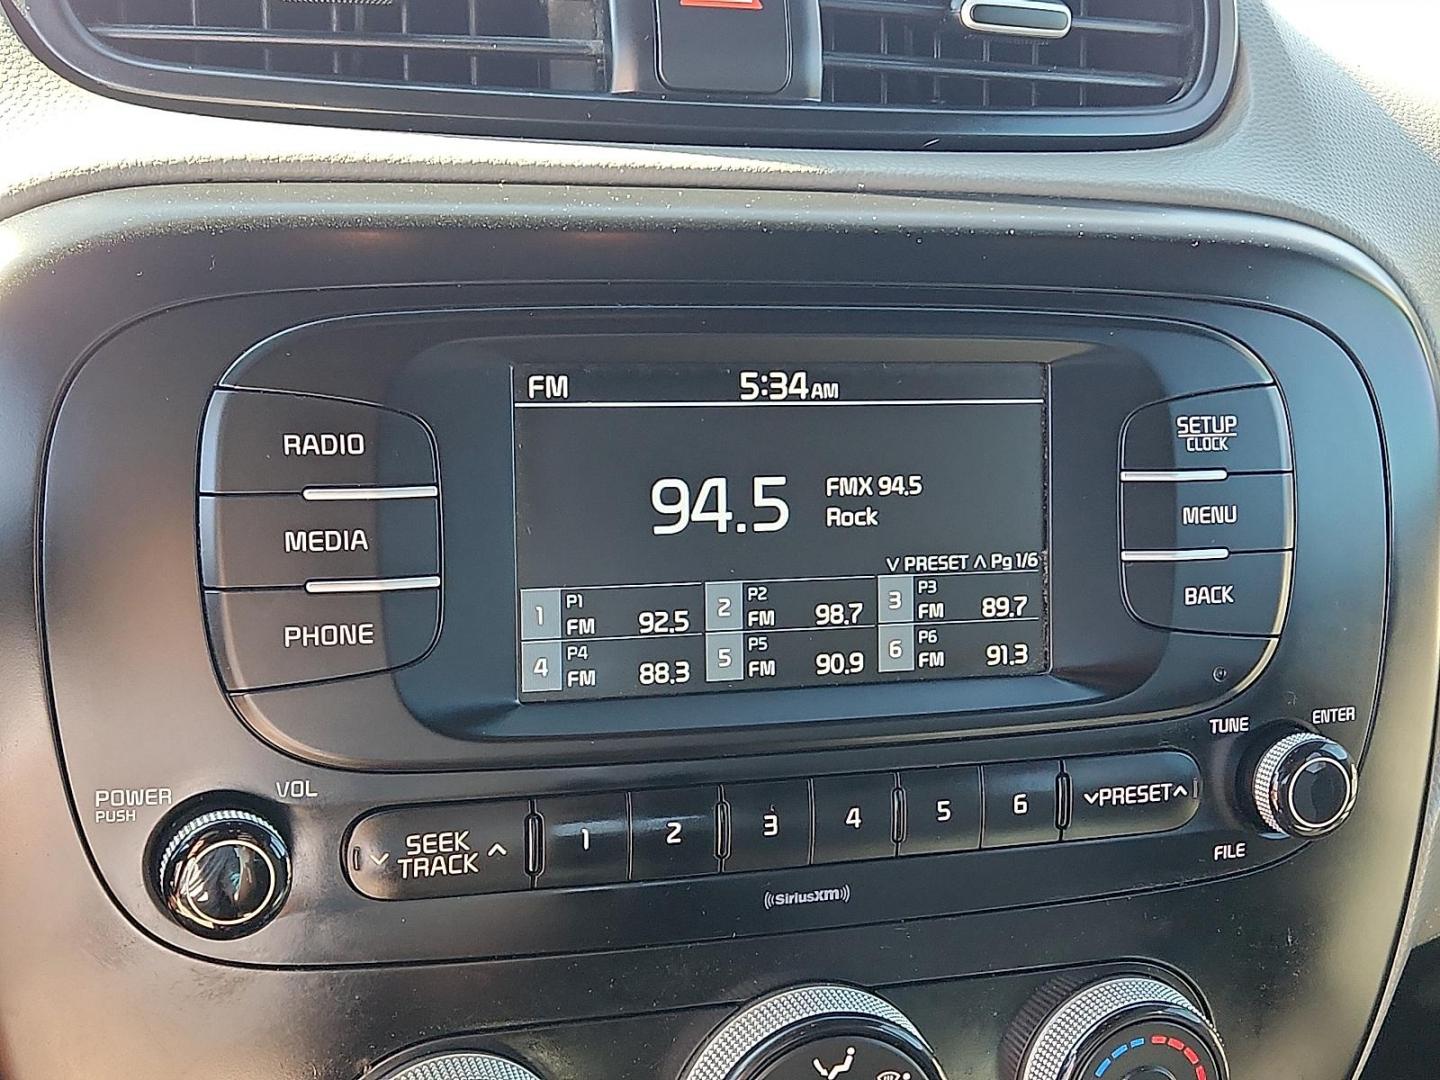 FM 5:34 AM
94.5 FMX 94.5
Rock
∨ PRESET ∧ Pg 1/6
1 P1 FM 92.5 2 P2 FM 98.7 3 P3 FM 89.7
4 P4 FM 88.3 5 P5 FM 90.9 6 P6 FM 91.3
RADIO
MEDIA
PHONE
SETUP
CLOCK
MENU
BACK
TUNE ENTER
FILE
POWER
PUSH
VOL
∨ SEEK ∧
TRACK
1 2 3 4 5 6 ∨PRESET∧
((SiriusXM))